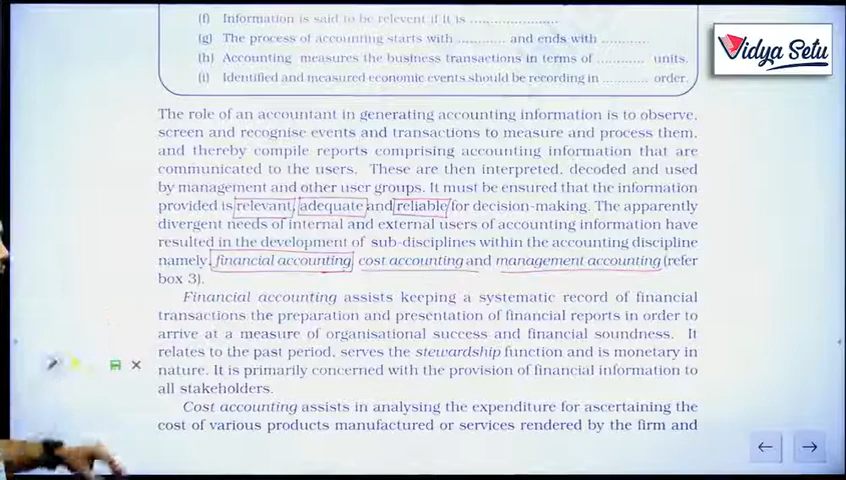 (f) Information is said to be relevent if it is ......................
(g) The process of accounting starts with ............ and ends with ............
(h) Accounting measures the business transactions in terms of ............ units.
(i) Identified and measured economic events should be recording in .......... order.
Vidya Setu
The role of an accountant in generating accounting information is to observe,
screen and recognise events and transactions to measure and process them,
and thereby compile reports comprising accounting information that are
communicated to the users. These are then interpreted, decoded and used
by management and other user groups. It must be ensured that the information
provided is relevant, adequate and reliable for decision-making. The apparently
divergent needs of internal and external users of accounting information have
resulted in the development of sub-disciplines within the accounting discipline
namely, financial accounting, cost accounting and management accounting (refer
box 3).
Financial accounting assists keeping a systematic record of financial
transactions the preparation and presentation of financial reports in order to
arrive at a measure of organisational success and financial soundness. It
relates to the past period, serves the stewardship function and is monetary in
nature. It is primarily concerned with the provision of financial information to
all stakeholders.
Cost accounting assists in analysing the expenditure for ascertaining the
cost of various products manufactured or services rendered by the firm and